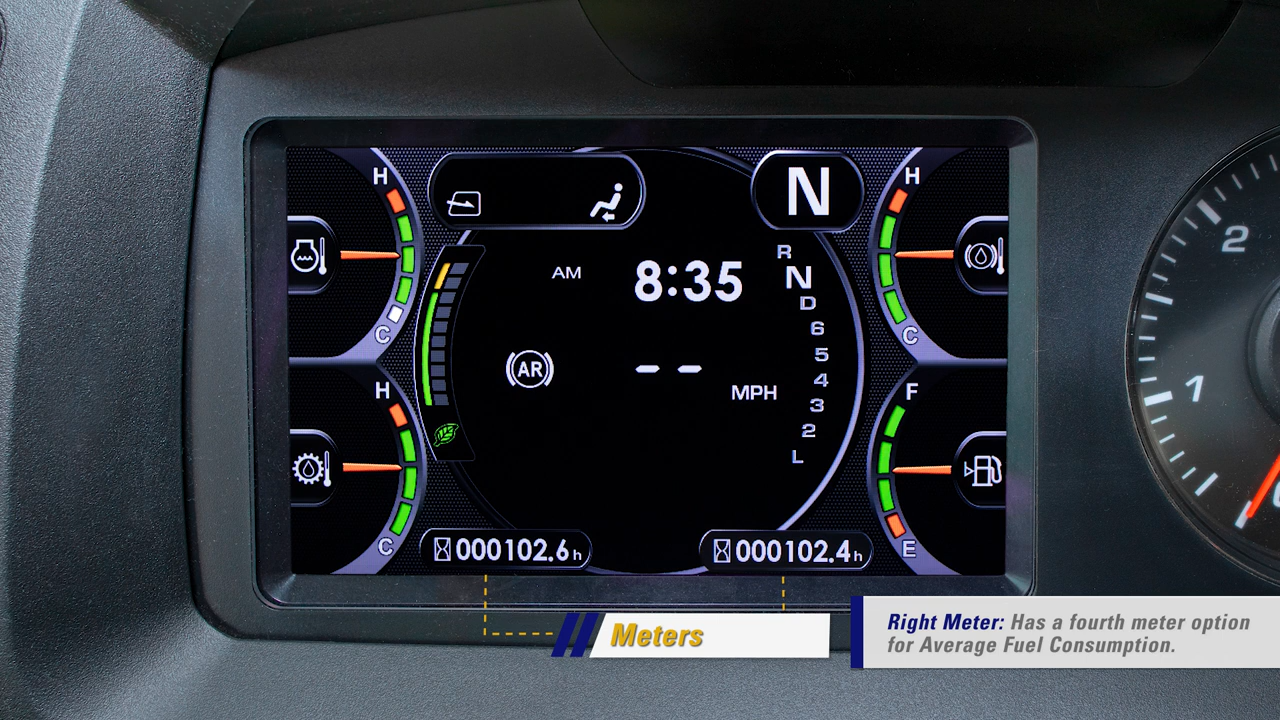 H
H
N
R
N
D
6
5
4
3
2
L
AM
8:35
2
AR
-- --
MPH
1
C
C
H
F
C
E
000102.6h
000102.4h
Meters
Right Meter: Has a fourth meter option
for Average Fuel Consumption.